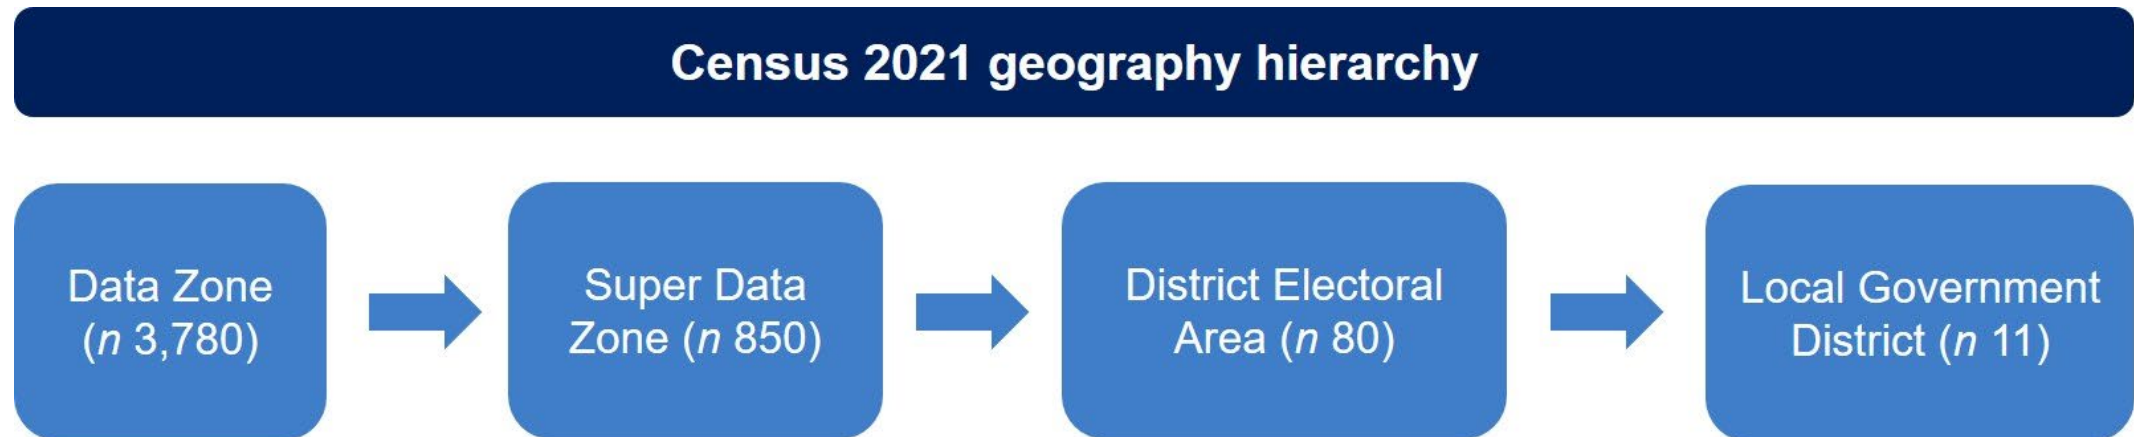 Census 2021 geography hierarchy
Data Zone
(n 3,780)
Super Data
Zone (n 850)
District Electoral
Area (n 80)
Local Government
District (n 11)